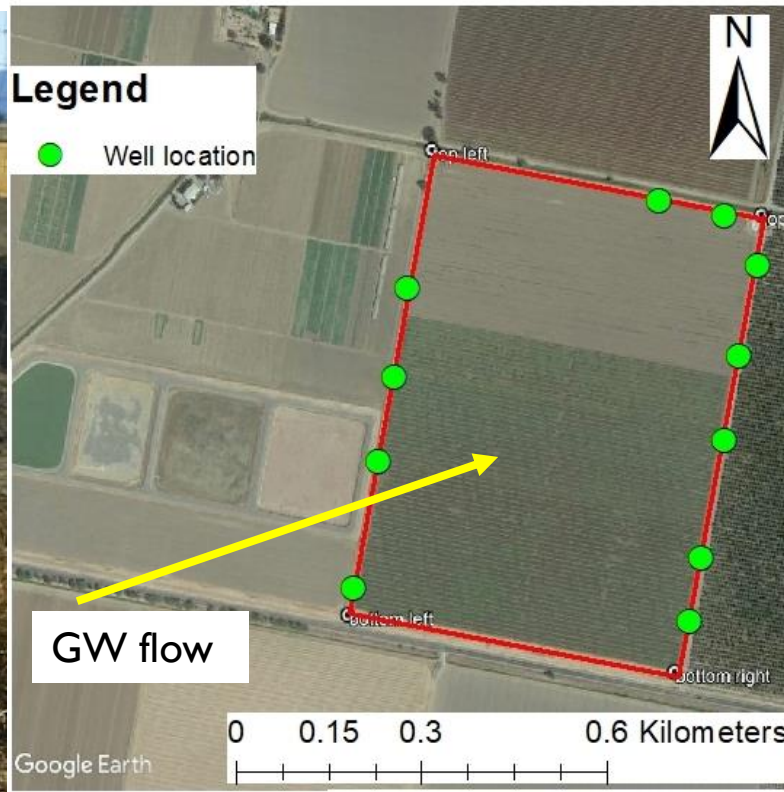 N
Legend
Well location
top left
top
GW flow
bottom left
bottom right
0 0.15 0.3 0.6 Kilometers
Google Earth